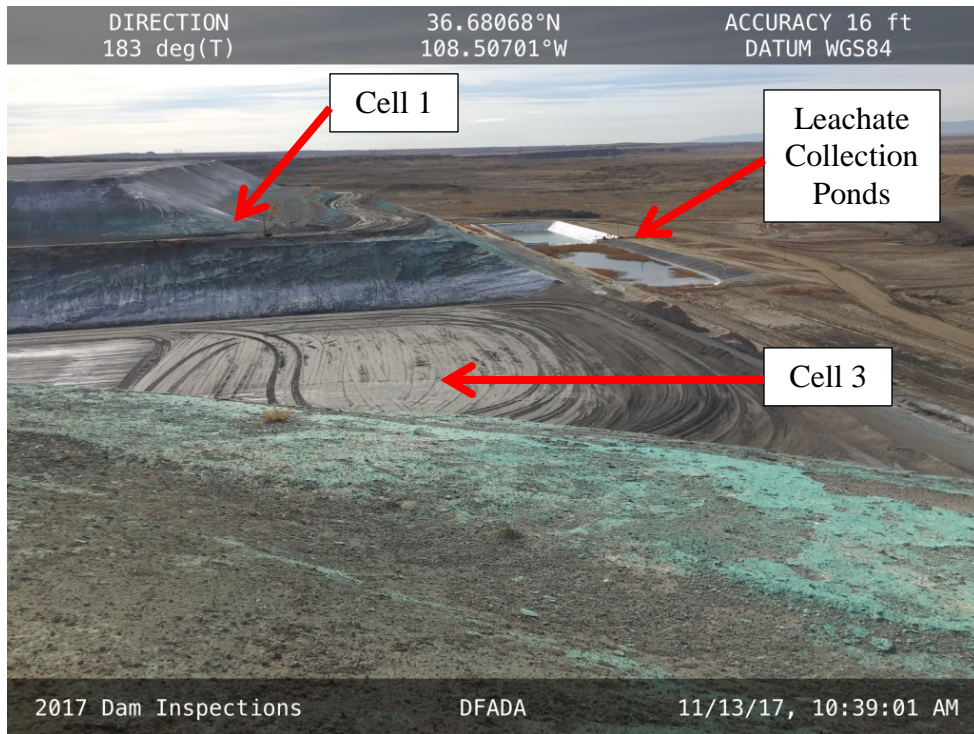 DIRECTION
183 deg(T)
36.68068°N
108.50701°W
ACCURACY 16 ft
DATUM WGS84
Cell 1
Leachate
Collection
Ponds
Cell 3
2017 Dam Inspections
DFADA
11/13/17, 10:39:01 AM